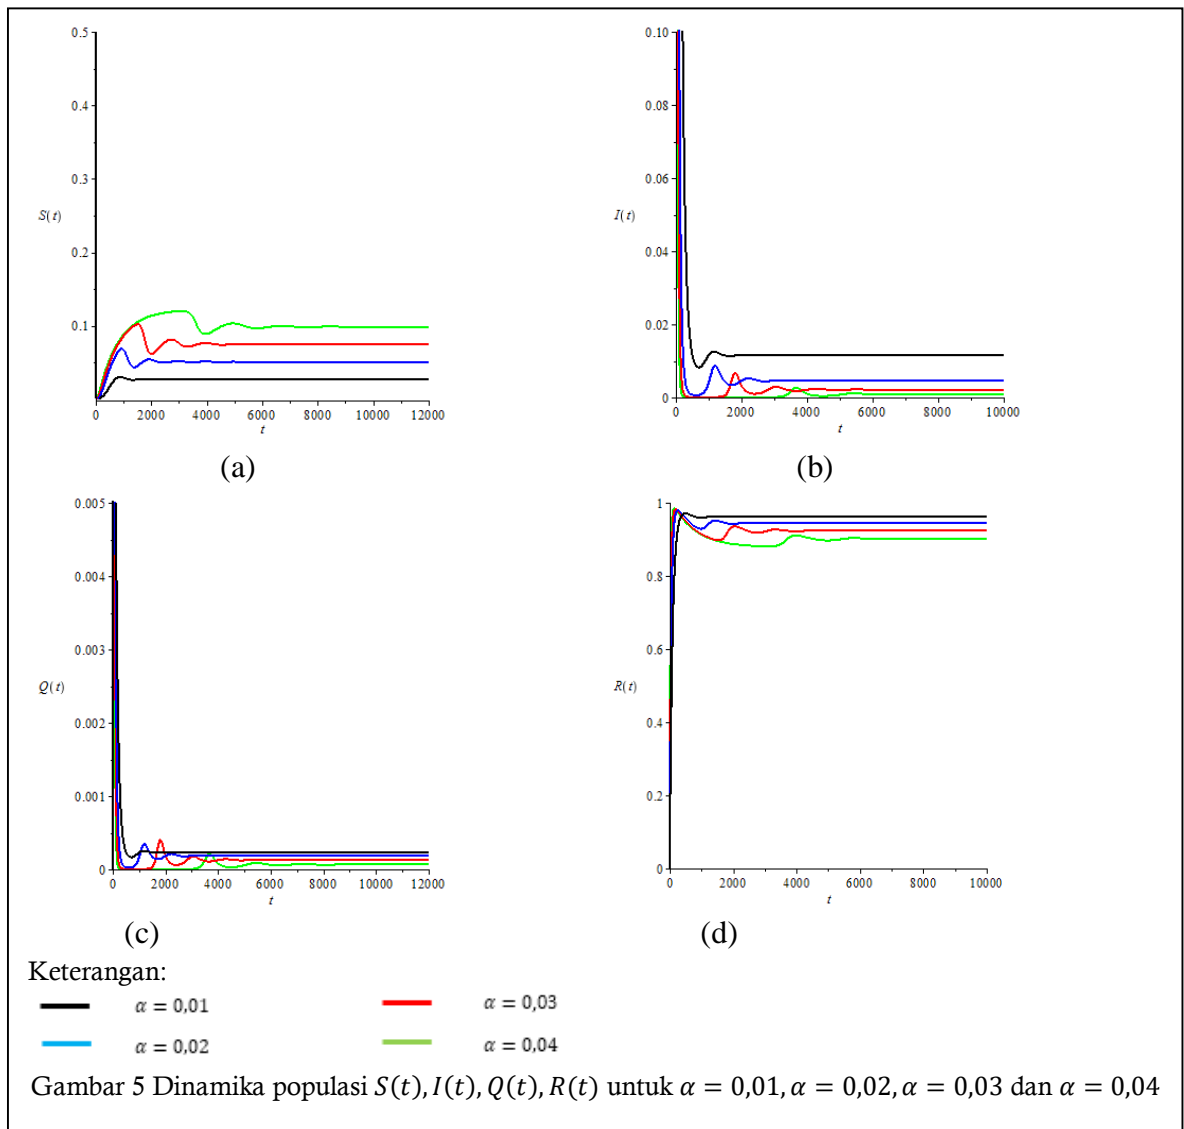 0.5
0.4
0.3
S(t)
0.2
0.1
0 2000 4000 6000 8000 10000 12000
t
(a)
0.10
0.08
0.06
I(t)
0.04
0.02
0
0 2000 4000 6000 8000 10000
t
(b)
0.005
0.004
0.003
Q(t)
0.002
0.001
0
0 2000 4000 6000 8000 10000 12000
t
(c)
1
0.8
0.6
R(t)
0.4
0.2
0
0 2000 4000 6000 8000 10000
t
(d)
Keterangan:
α = 0,01 α = 0,03
α = 0,02 α = 0,04
Gambar 5 Dinamika populasi S(t), I(t), Q(t), R(t) untuk α = 0,01, α = 0,02, α = 0,03 dan α = 0,04